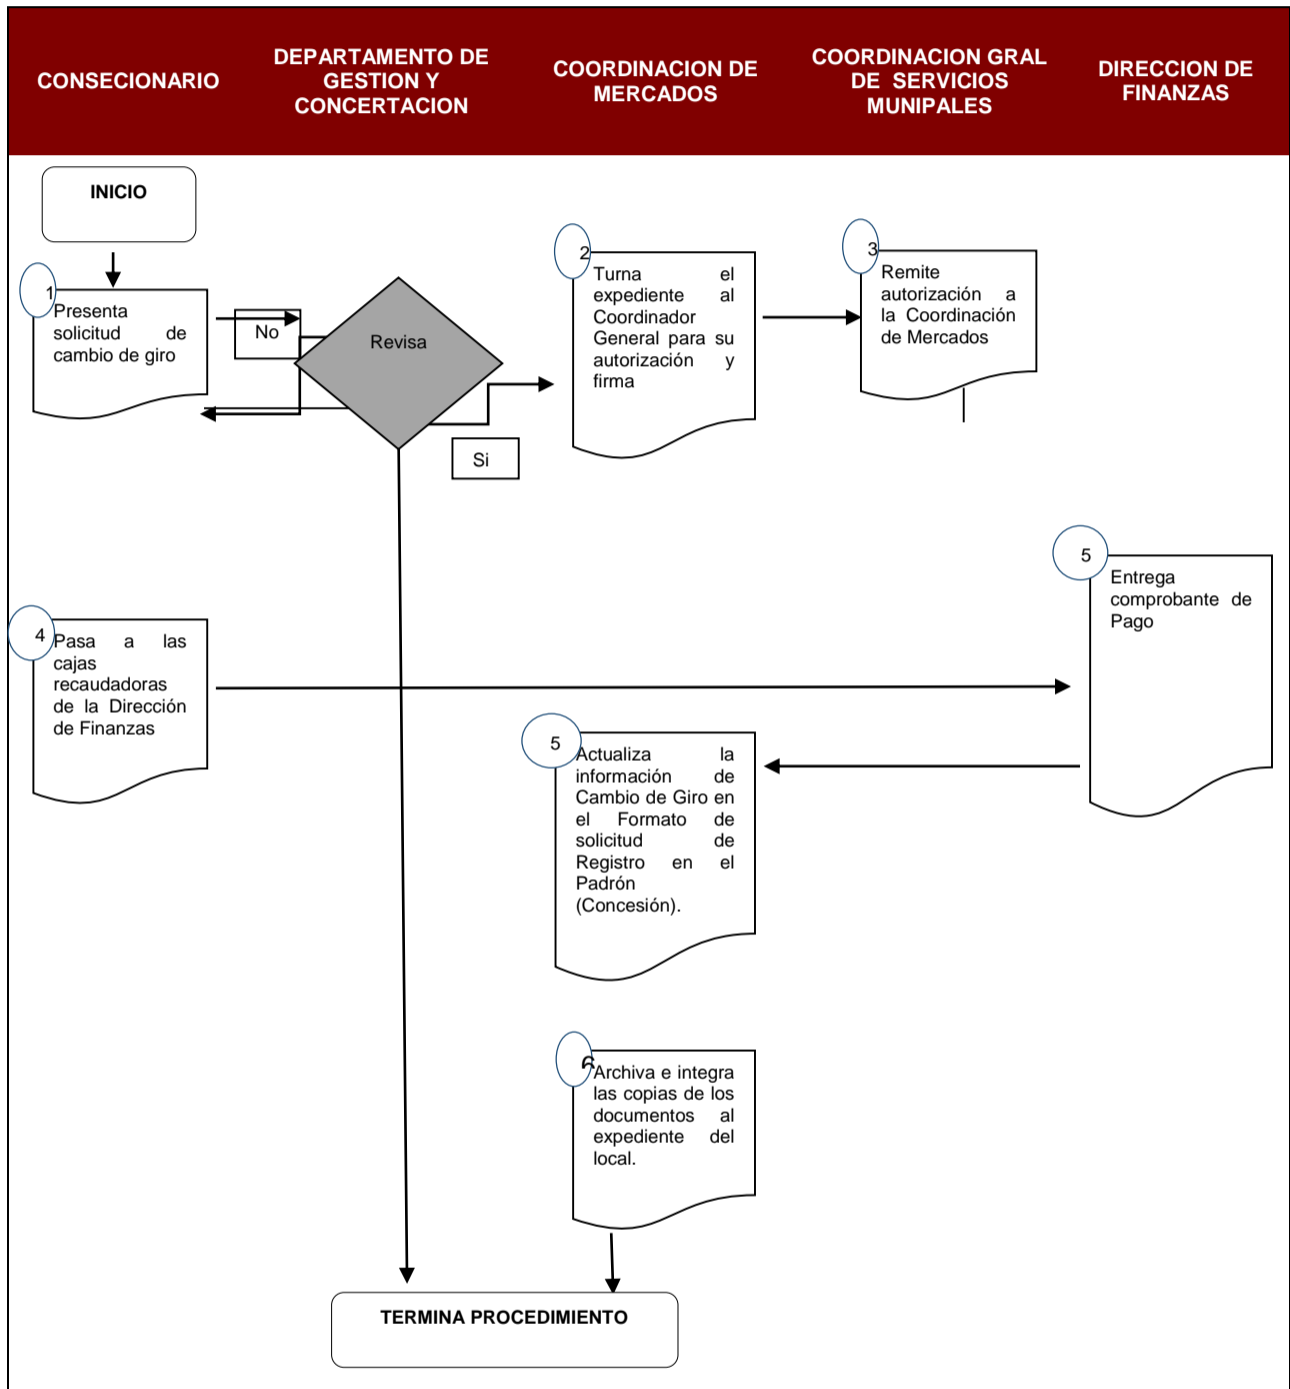 CONSECIONARIO
DEPARTAMENTO DE
GESTION Y
CONCERTACION
COORDINACION DE
MERCADOS
COORDINACION GRAL
DE SERVICIOS
MUNIPALES
DIRECCION DE
FINANZAS
INICIO
1
Presenta
solicitud de
cambio de giro
No
Revisa
Si
2
Turna el
expediente al
Coordinador
General para su
autorización y
firma
3
Remite
autorización a
la Coordinación
de Mercados
4
Pasa a las
cajas
recaudadoras
de la Dirección
de Finanzas
5
Entrega
comprobante de
Pago
5
Actualiza la
información de
Cambio de Giro en
el Formato de
solicitud de
Registro en el
Padrón
(Concesión).
6
Archiva e integra
las copias de los
documentos al
expediente del
local.
TERMINA PROCEDIMIENTO